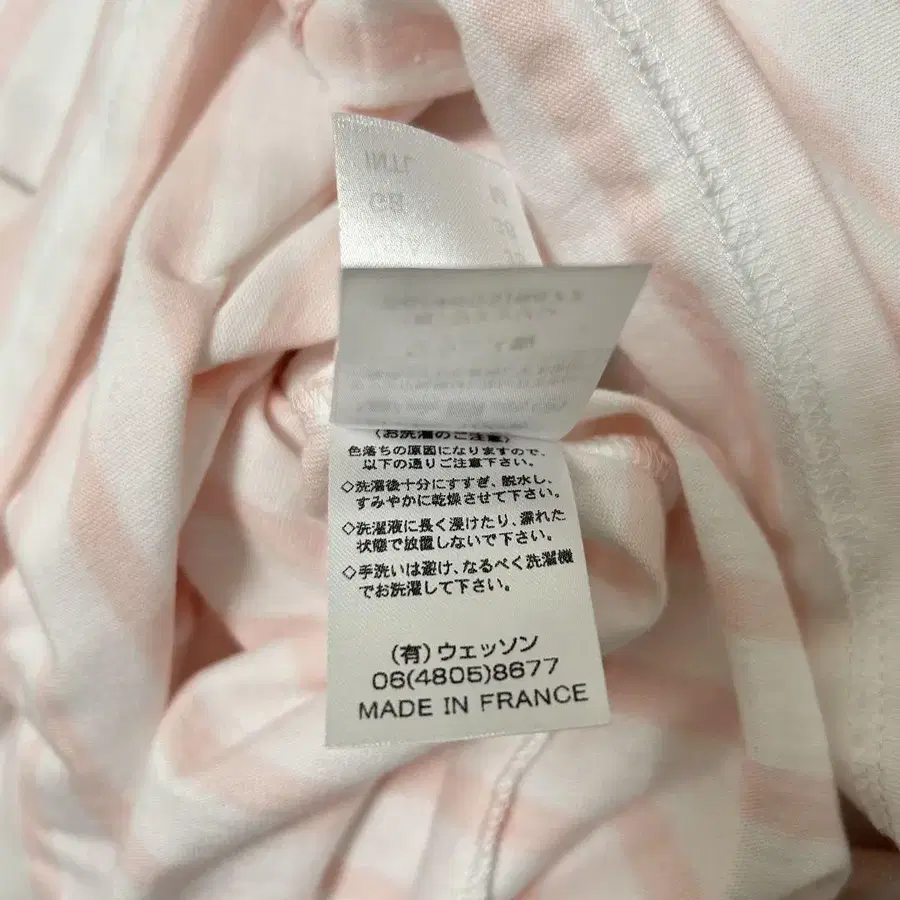 INTL
GB
M
(お洗濯のご注意)
色落ちの原因になりますので、
以下の通りご注意下さい。
◇洗濯後十分にすすぎ、脱水し、
すみやかに乾燥させて下さい。
◇洗濯液に長く浸けたり、濡れた
状態で放置しないで下さい。
◇手洗いは避け、なるべく洗濯機
でお洗濯して下さい。
(有)ウェッソン
06(4805)8677
MADE IN FRANCE